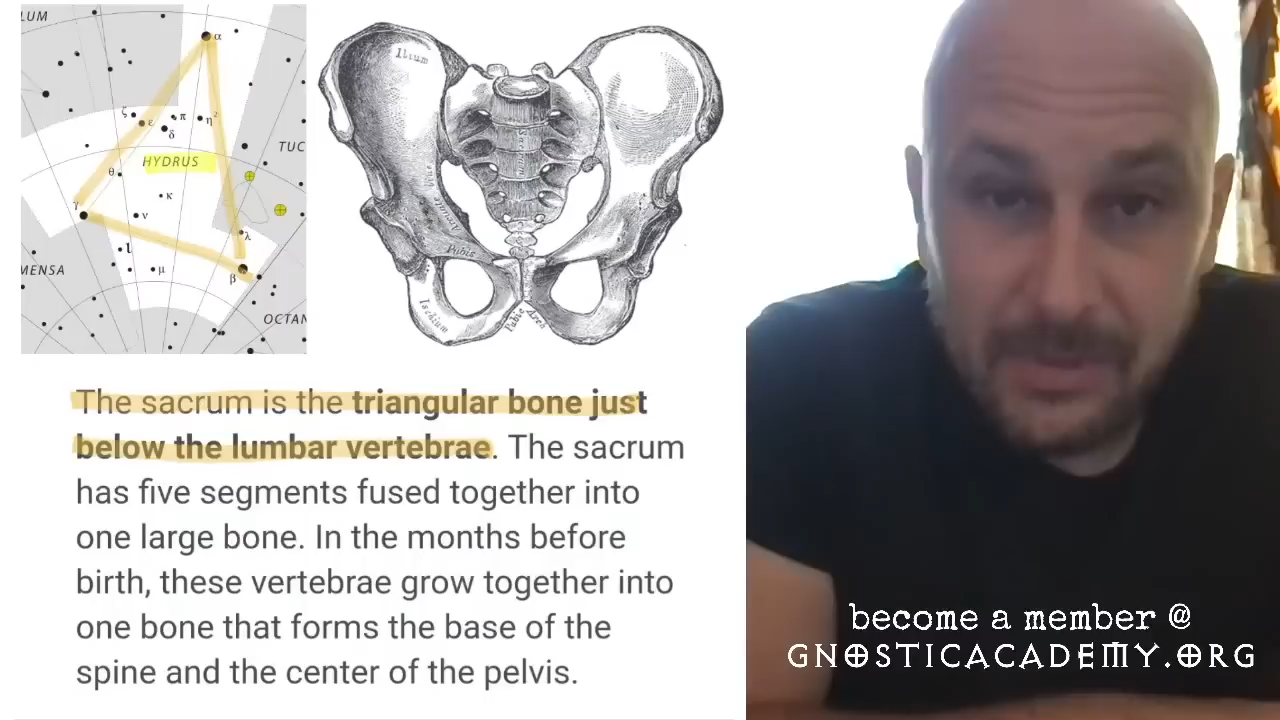 LUM
α
ζ
ε
π
δ
η²
HYDRUS
TUC
θ
κ
γ
ν
λ
ι
μ
β
MENSA
OCTAN
Ilium
Pubis
Ischium
Pubic Arch
The sacrum is the triangular bone just
below the lumbar vertebrae. The sacrum
has five segments fused together into
one large bone. In the months before
birth, these vertebrae grow together into
one bone that forms the base of the
spine and the center of the pelvis.
become a member @
GNOSTICACADEMY.ORG